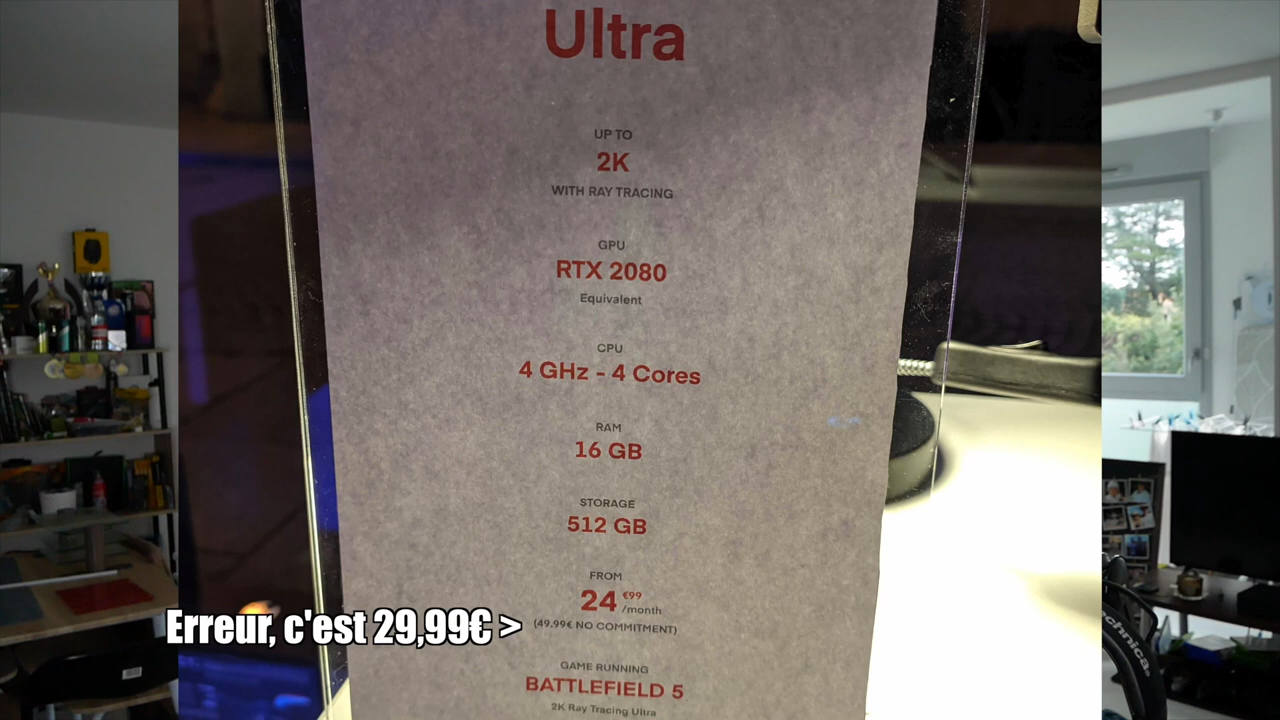 Ultra
UP TO
2K
WITH RAY TRACING
GPU
RTX 2080
Equivalent
CPU
4 GHz - 4 Cores
RAM
16 GB
STORAGE
512 GB
FROM
24 €99 /month
Erreur, c'est 29,99€ >
(49.99€ NO COMMITMENT)
GAME RUNNING
BATTLEFIELD 5
2K Ray Tracing Ultra